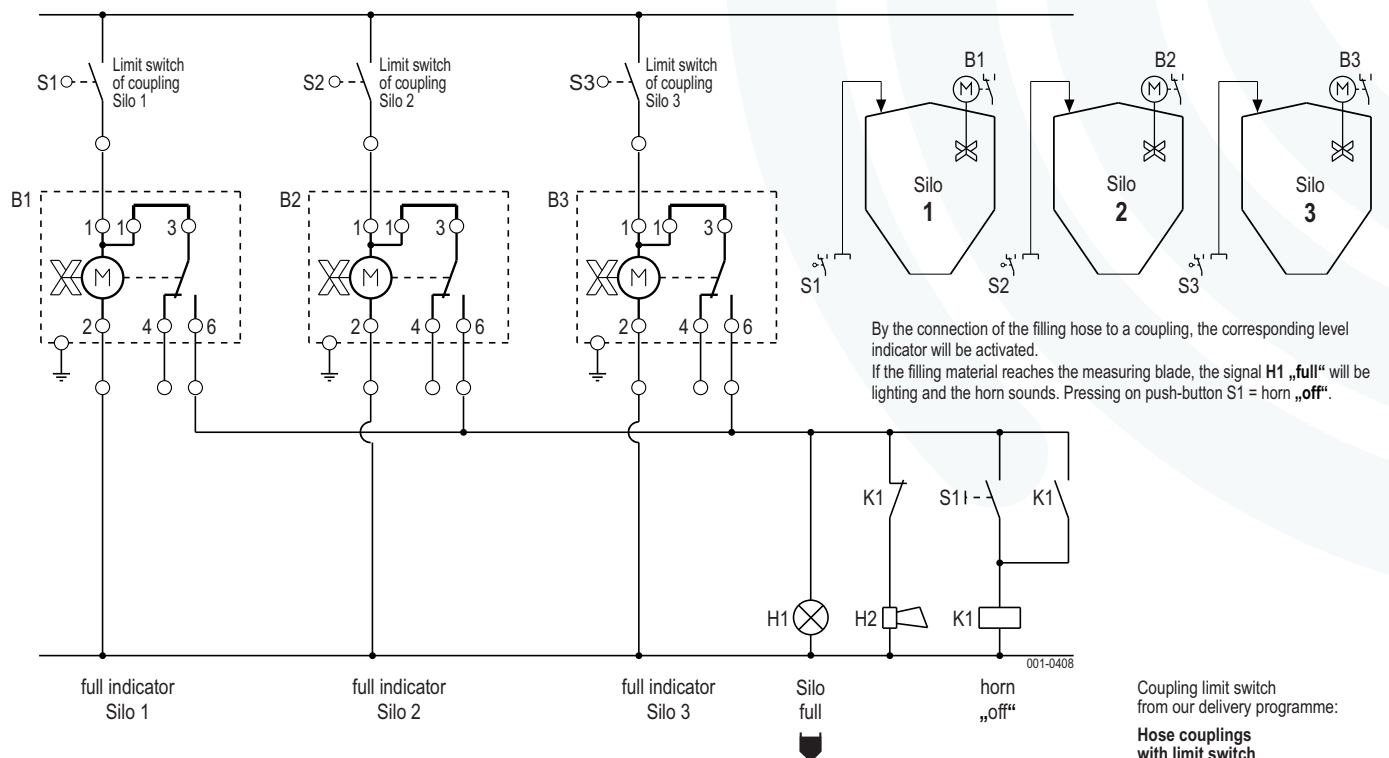 S1
Limit switch
of coupling
Silo 1
S2
Limit switch
of coupling
Silo 2
S3
Limit switch
of coupling
Silo 3
B1
1 1 3
M
2 4 6
B2
1 1 3
M
2 4 6
B3
1 1 3
M
2 4 6
B1
M
Silo
1
S1
B2
M
Silo
2
S2
B3
M
Silo
3
S3
By the connection of the filling hose to a coupling, the corresponding level
indicator will be activated.
If the filling material reaches the measuring blade, the signal H1 „full“ will be
lighting and the horn sounds. Pressing on push-button S1 = horn „off“.
K1
S1
K1
H1
H2
K1
001-0408
full indicator
Silo 1
full indicator
Silo 2
full indicator
Silo 3
Silo
full
horn
„off“
Coupling limit switch
from our delivery programme:
Hose couplings
with limit switch